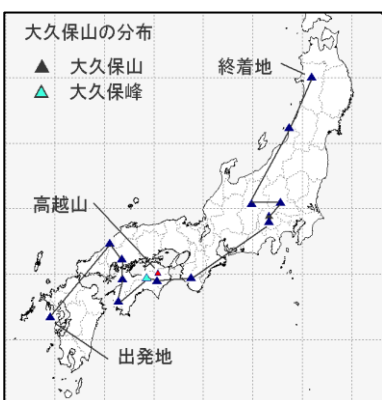 大久保山の分布
大久保山
大久保峰
終着地
高越山
出発地